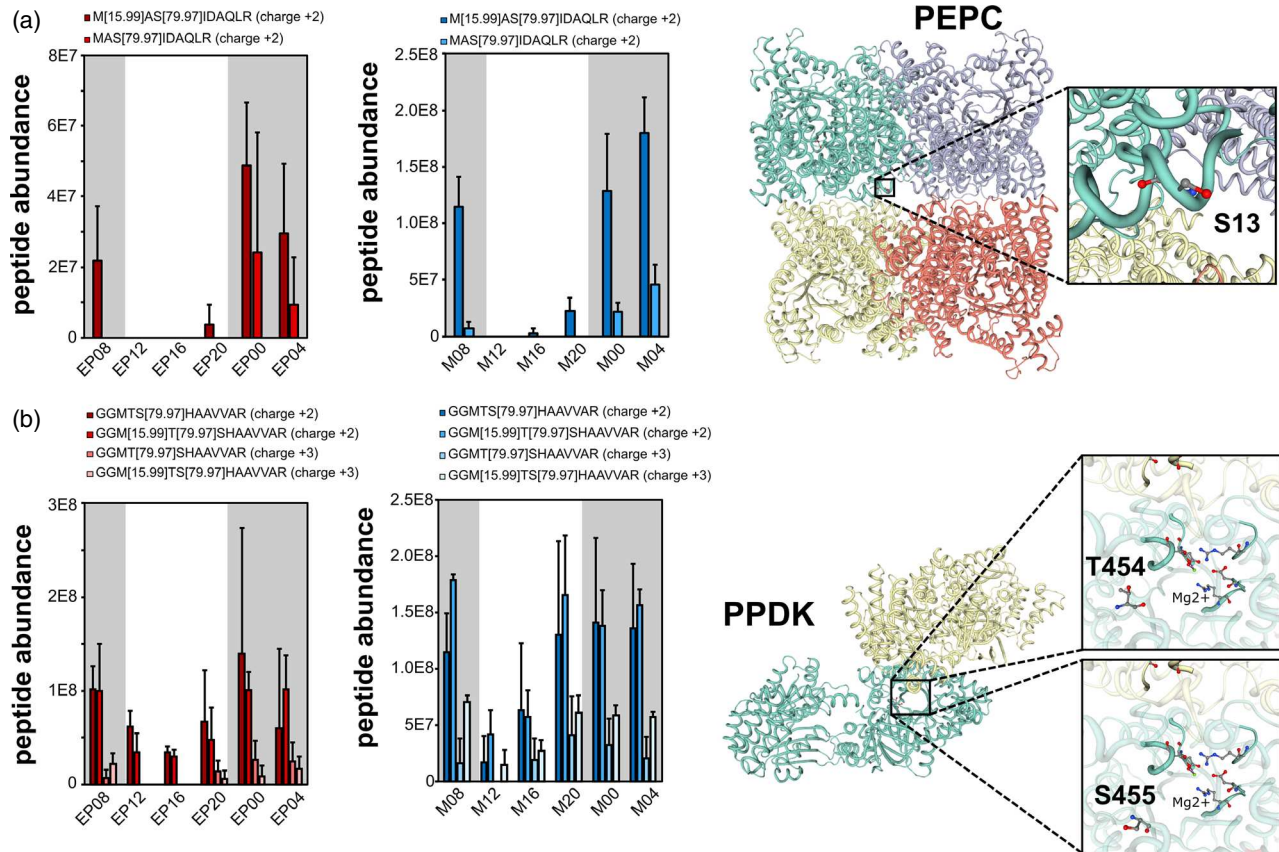 (a)
M[15.99]AS[79.97]IDAQLR (charge +2)
MAS[79.97]IDAQLR (charge +2)
peptide abundance
8E7
6E7
4E7
2E7
0
EP08
EP12
EP16
EP20
EP00
EP04
M[15.99]AS[79.97]IDAQLR (charge +2)
MAS[79.97]IDAQLR (charge +2)
peptide abundance
2.5E8
2.0E8
1.5E8
1.0E8
5E7
0
M08
M12
M16
M20
M00
M04
PEPC
S13
(b)
GGMTS[79.97]HAAVVAR (charge +2)
GGM[15.99]T[79.97]SHAAVVAR (charge +2)
GGMT[79.97]SHAAVVAR (charge +3)
GGM[15.99]TS[79.97]HAAVVAR (charge +3)
peptide abundance
3E8
2E8
1E8
0
EP08
EP12
EP16
EP20
EP00
EP04
GGMTS[79.97]HAAVVAR (charge +2)
GGM[15.99]T[79.97]SHAAVVAR (charge +2)
GGMT[79.97]SHAAVVAR (charge +3)
GGM[15.99]TS[79.97]HAAVVAR (charge +3)
peptide abundance
2.5E8
2.0E8
1.5E8
1.0E8
5E7
0
M08
M12
M16
M20
M00
M04
PPDK
T454
Mg2+
S455
Mg2+